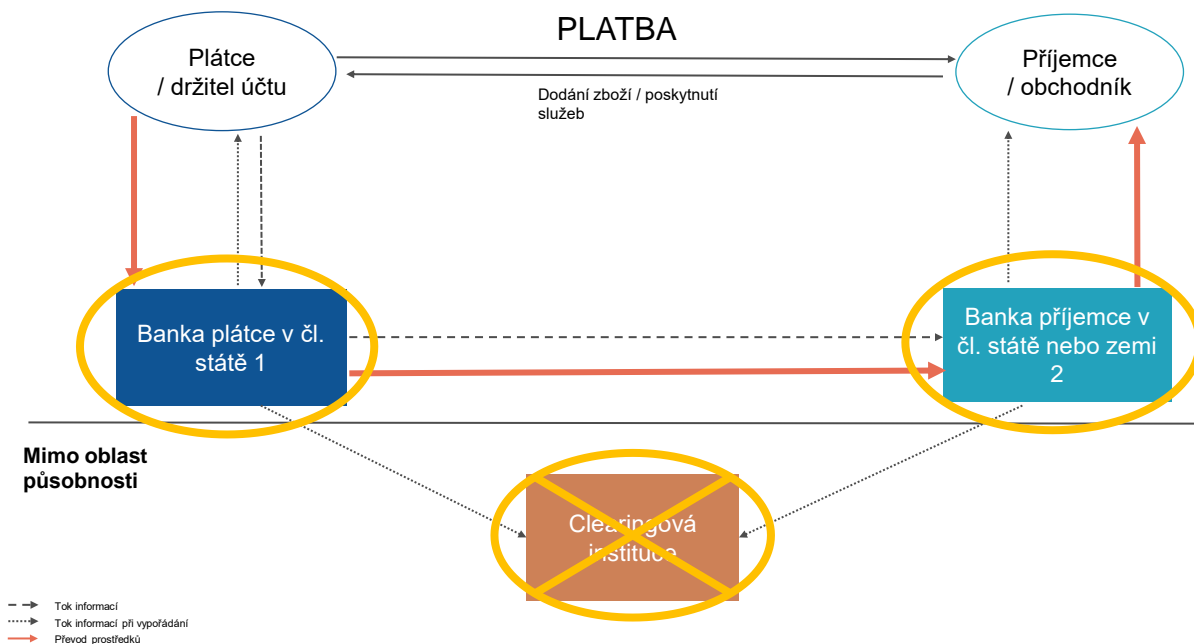 PLATBA
Plátce
/ držitel účtu
Příjemce
/ obchodník
Dodání zboží / poskytnutí
služeb
Banka plátce v čl.
státě 1
Banka příjemce v
čl. státě nebo zemi
2
Mimo oblast
působnosti
Clearingová
instituce
Tok informací
Tok informací při vypořádání
Převod prostředků